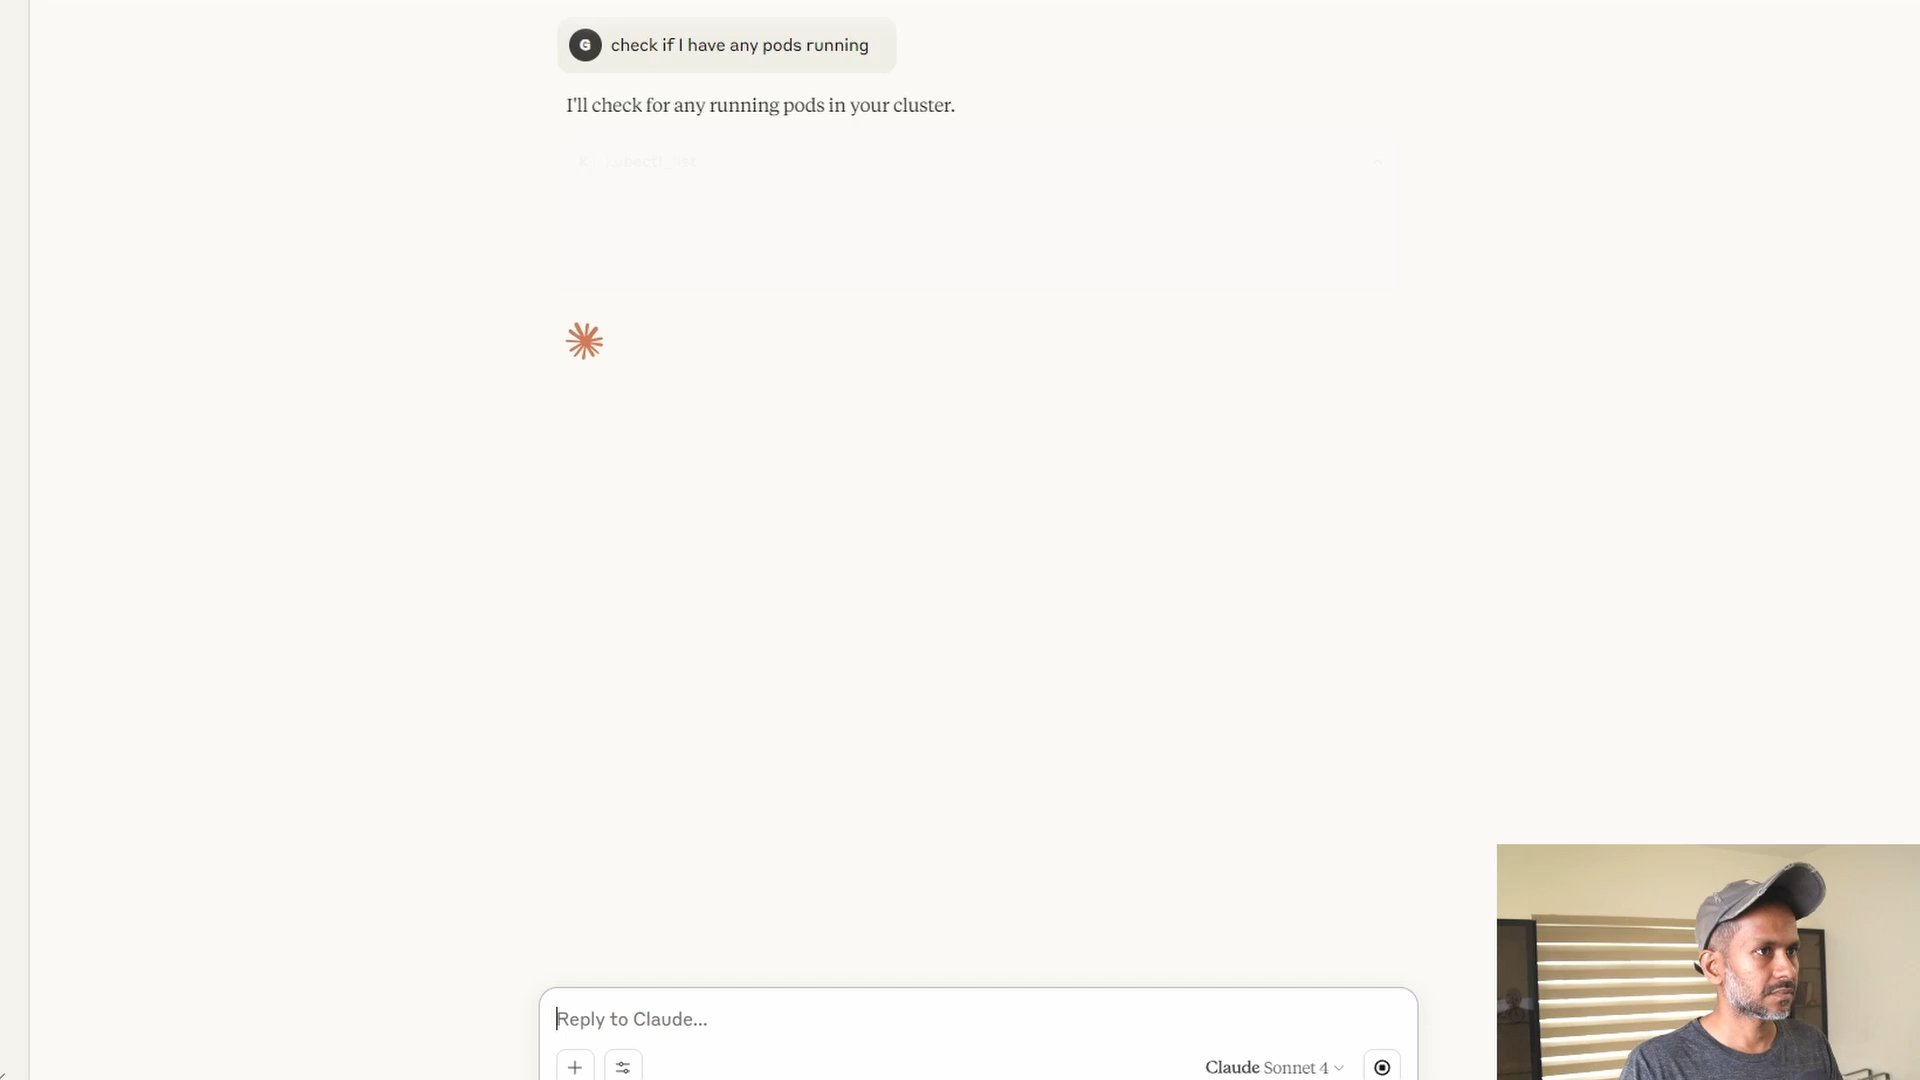 G check if I have any pods running
I'll check for any running pods in your cluster.
K kubectl_list
Reply to Claude...
Claude Sonnet 4